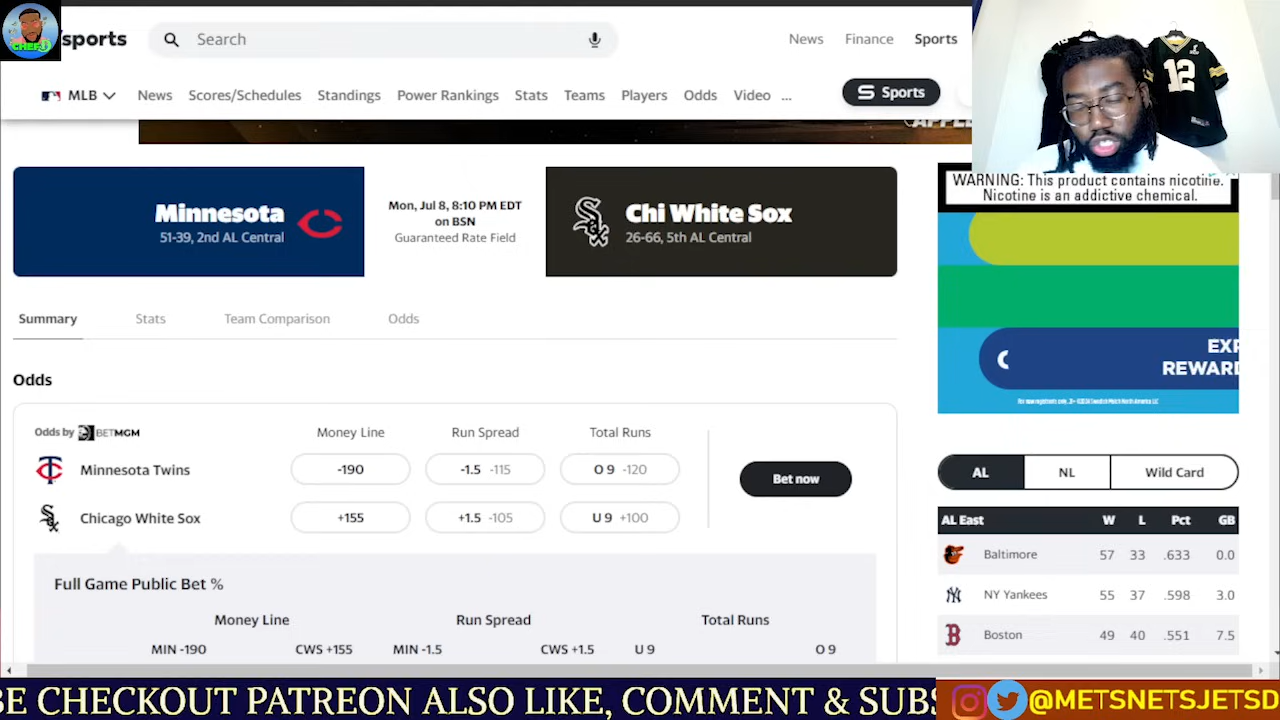 CHEF
sports
Search
News Finance Sports
MLB News Scores/Schedules Standings Power Rankings Stats Teams Players Odds Video ...
S Sports
12
WARNING: This product contains nicotine.
Nicotine is an addictive chemical.
Minnesota
51-39, 2nd AL Central
Mon, Jul 8, 8:10 PM EDT
on BSN
Guaranteed Rate Field
Chi White Sox
26-66, 5th AL Central
Summary Stats Team Comparison Odds
EXP
REWARD
Odds
Odds by BETMGM Money Line Run Spread Total Runs
Minnesota Twins -190 -1.5 -115 O 9 -120
Bet now
Chicago White Sox +155 +1.5 -105 U 9 +100
Full Game Public Bet %
Money Line Run Spread Total Runs
MIN -190 CWS +155 MIN -1.5 CWS +1.5 U 9 O 9
AL NL Wild Card
AL East W L Pct GB
Baltimore 57 33 .633 0.0
NY Yankees 55 37 .598 3.0
Boston 49 40 .551 7.5
BE CHECKOUT PATREON ALSO LIKE, COMMENT & SUBS
@METSNETSJETSD